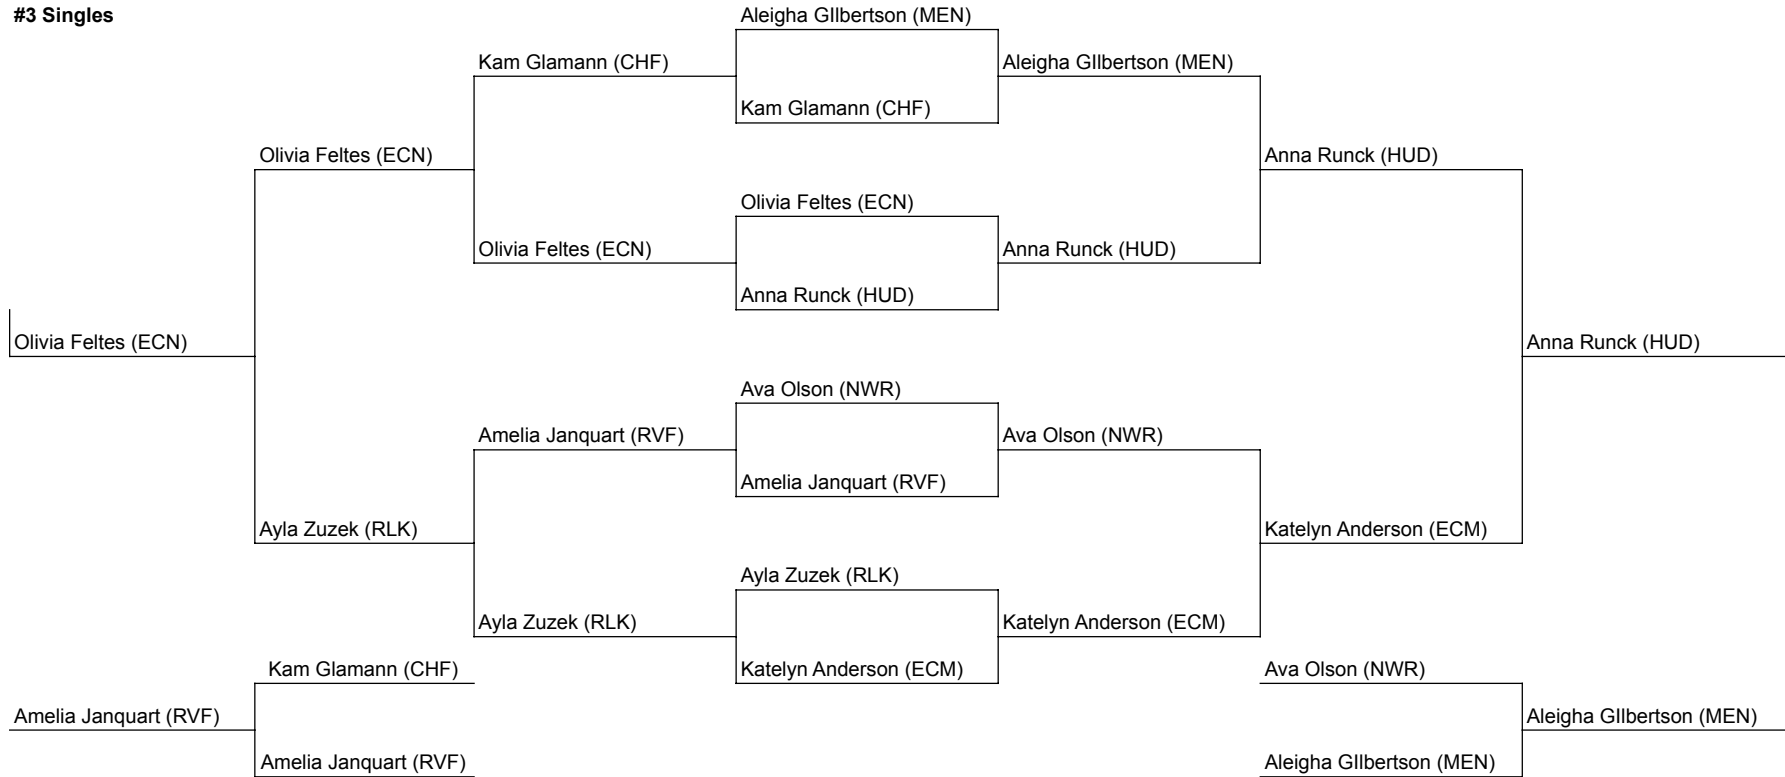 #3 Singles
Aleigha GIlbertson (MEN)
Kam Glamann (CHF)
Aleigha GIlbertson (MEN)
Kam Glamann (CHF)
Olivia Feltes (ECN)
Anna Runck (HUD)
Olivia Feltes (ECN)
Olivia Feltes (ECN)
Anna Runck (HUD)
Anna Runck (HUD)
Olivia Feltes (ECN)
Anna Runck (HUD)
Ava Olson (NWR)
Amelia Janquart (RVF)
Ava Olson (NWR)
Amelia Janquart (RVF)
Ayla Zuzek (RLK)
Katelyn Anderson (ECM)
Ayla Zuzek (RLK)
Ayla Zuzek (RLK)
Katelyn Anderson (ECM)
Kam Glamann (CHF)
Katelyn Anderson (ECM)
Ava Olson (NWR)
Amelia Janquart (RVF)
Aleigha GIlbertson (MEN)
Amelia Janquart (RVF)
Aleigha GIlbertson (MEN)